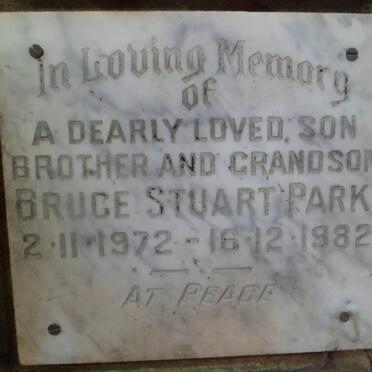 In Loving Memory
of
A DEARLY LOVED, SON
BROTHER AND GRANDSON
BRUCE STUART PARK
2·11·1972 - 16·12·1982
AT PEACE